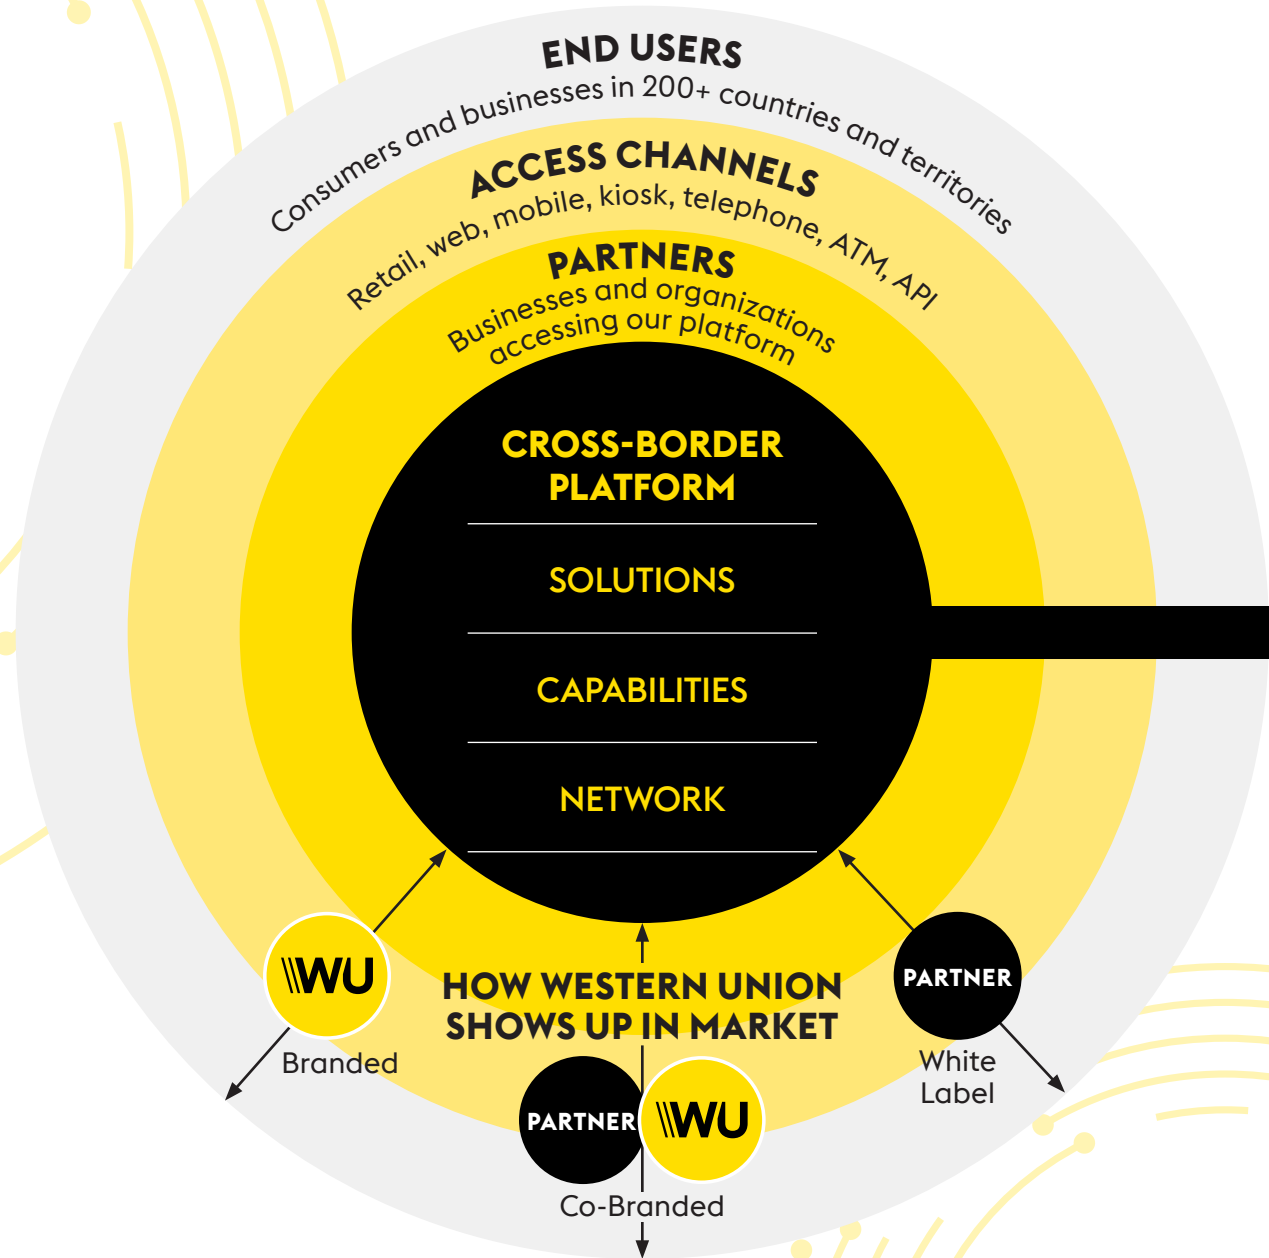 END USERS
Consumers and businesses in 200+ countries and territories
ACCESS CHANNELS
Retail, web, mobile, kiosk, telephone, ATM, API
PARTNERS
Businesses and organizations
accessing our platform
CROSS-BORDER
PLATFORM
SOLUTIONS
CAPABILITIES
NETWORK
HOW WESTERN UNION
SHOWS UP IN MARKET
WU
Branded
PARTNER
WU
Co-Branded
PARTNER
White
Label